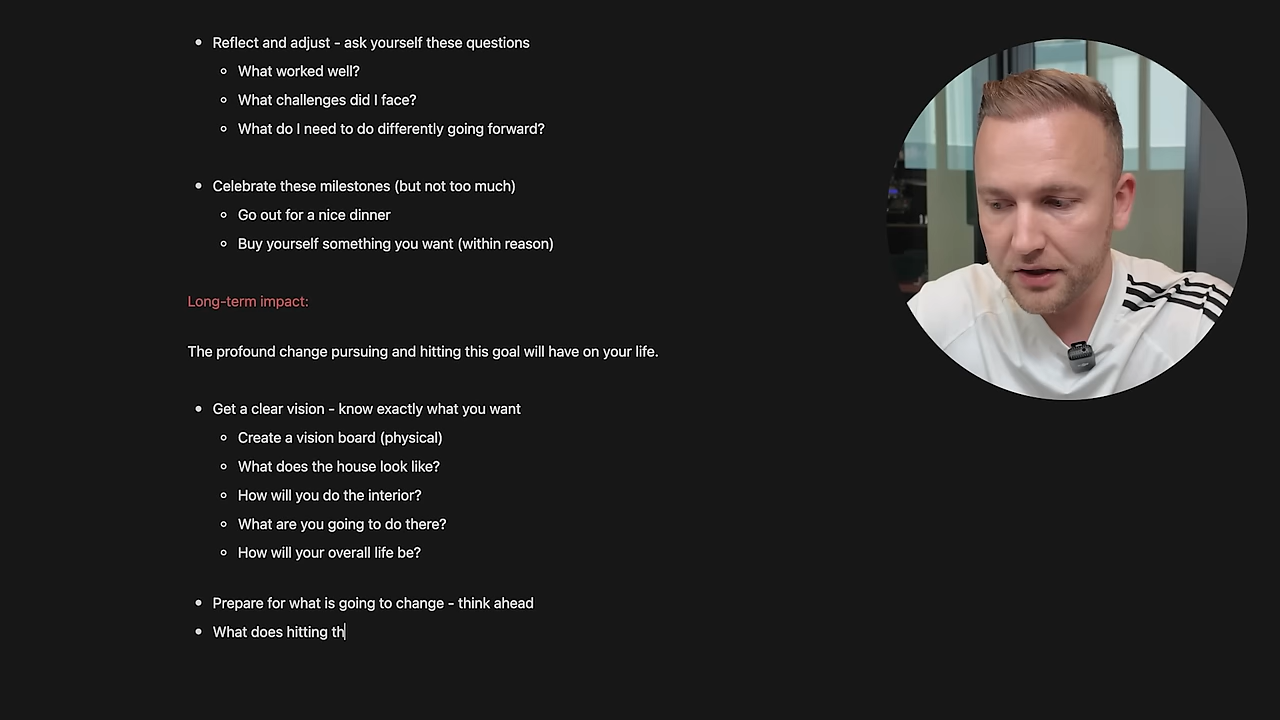 Reflect and adjust - ask yourself these questions
What worked well?
What challenges did I face?
What do I need to do differently going forward?
Celebrate these milestones (but not too much)
Go out for a nice dinner
Buy yourself something you want (within reason)
Long-term impact:
The profound change pursuing and hitting this goal will have on your life.
Get a clear vision - know exactly what you want
Create a vision board (physical)
What does the house look like?
How will you do the interior?
What are you going to do there?
How will your overall life be?
Prepare for what is going to change - think ahead
What does hitting th